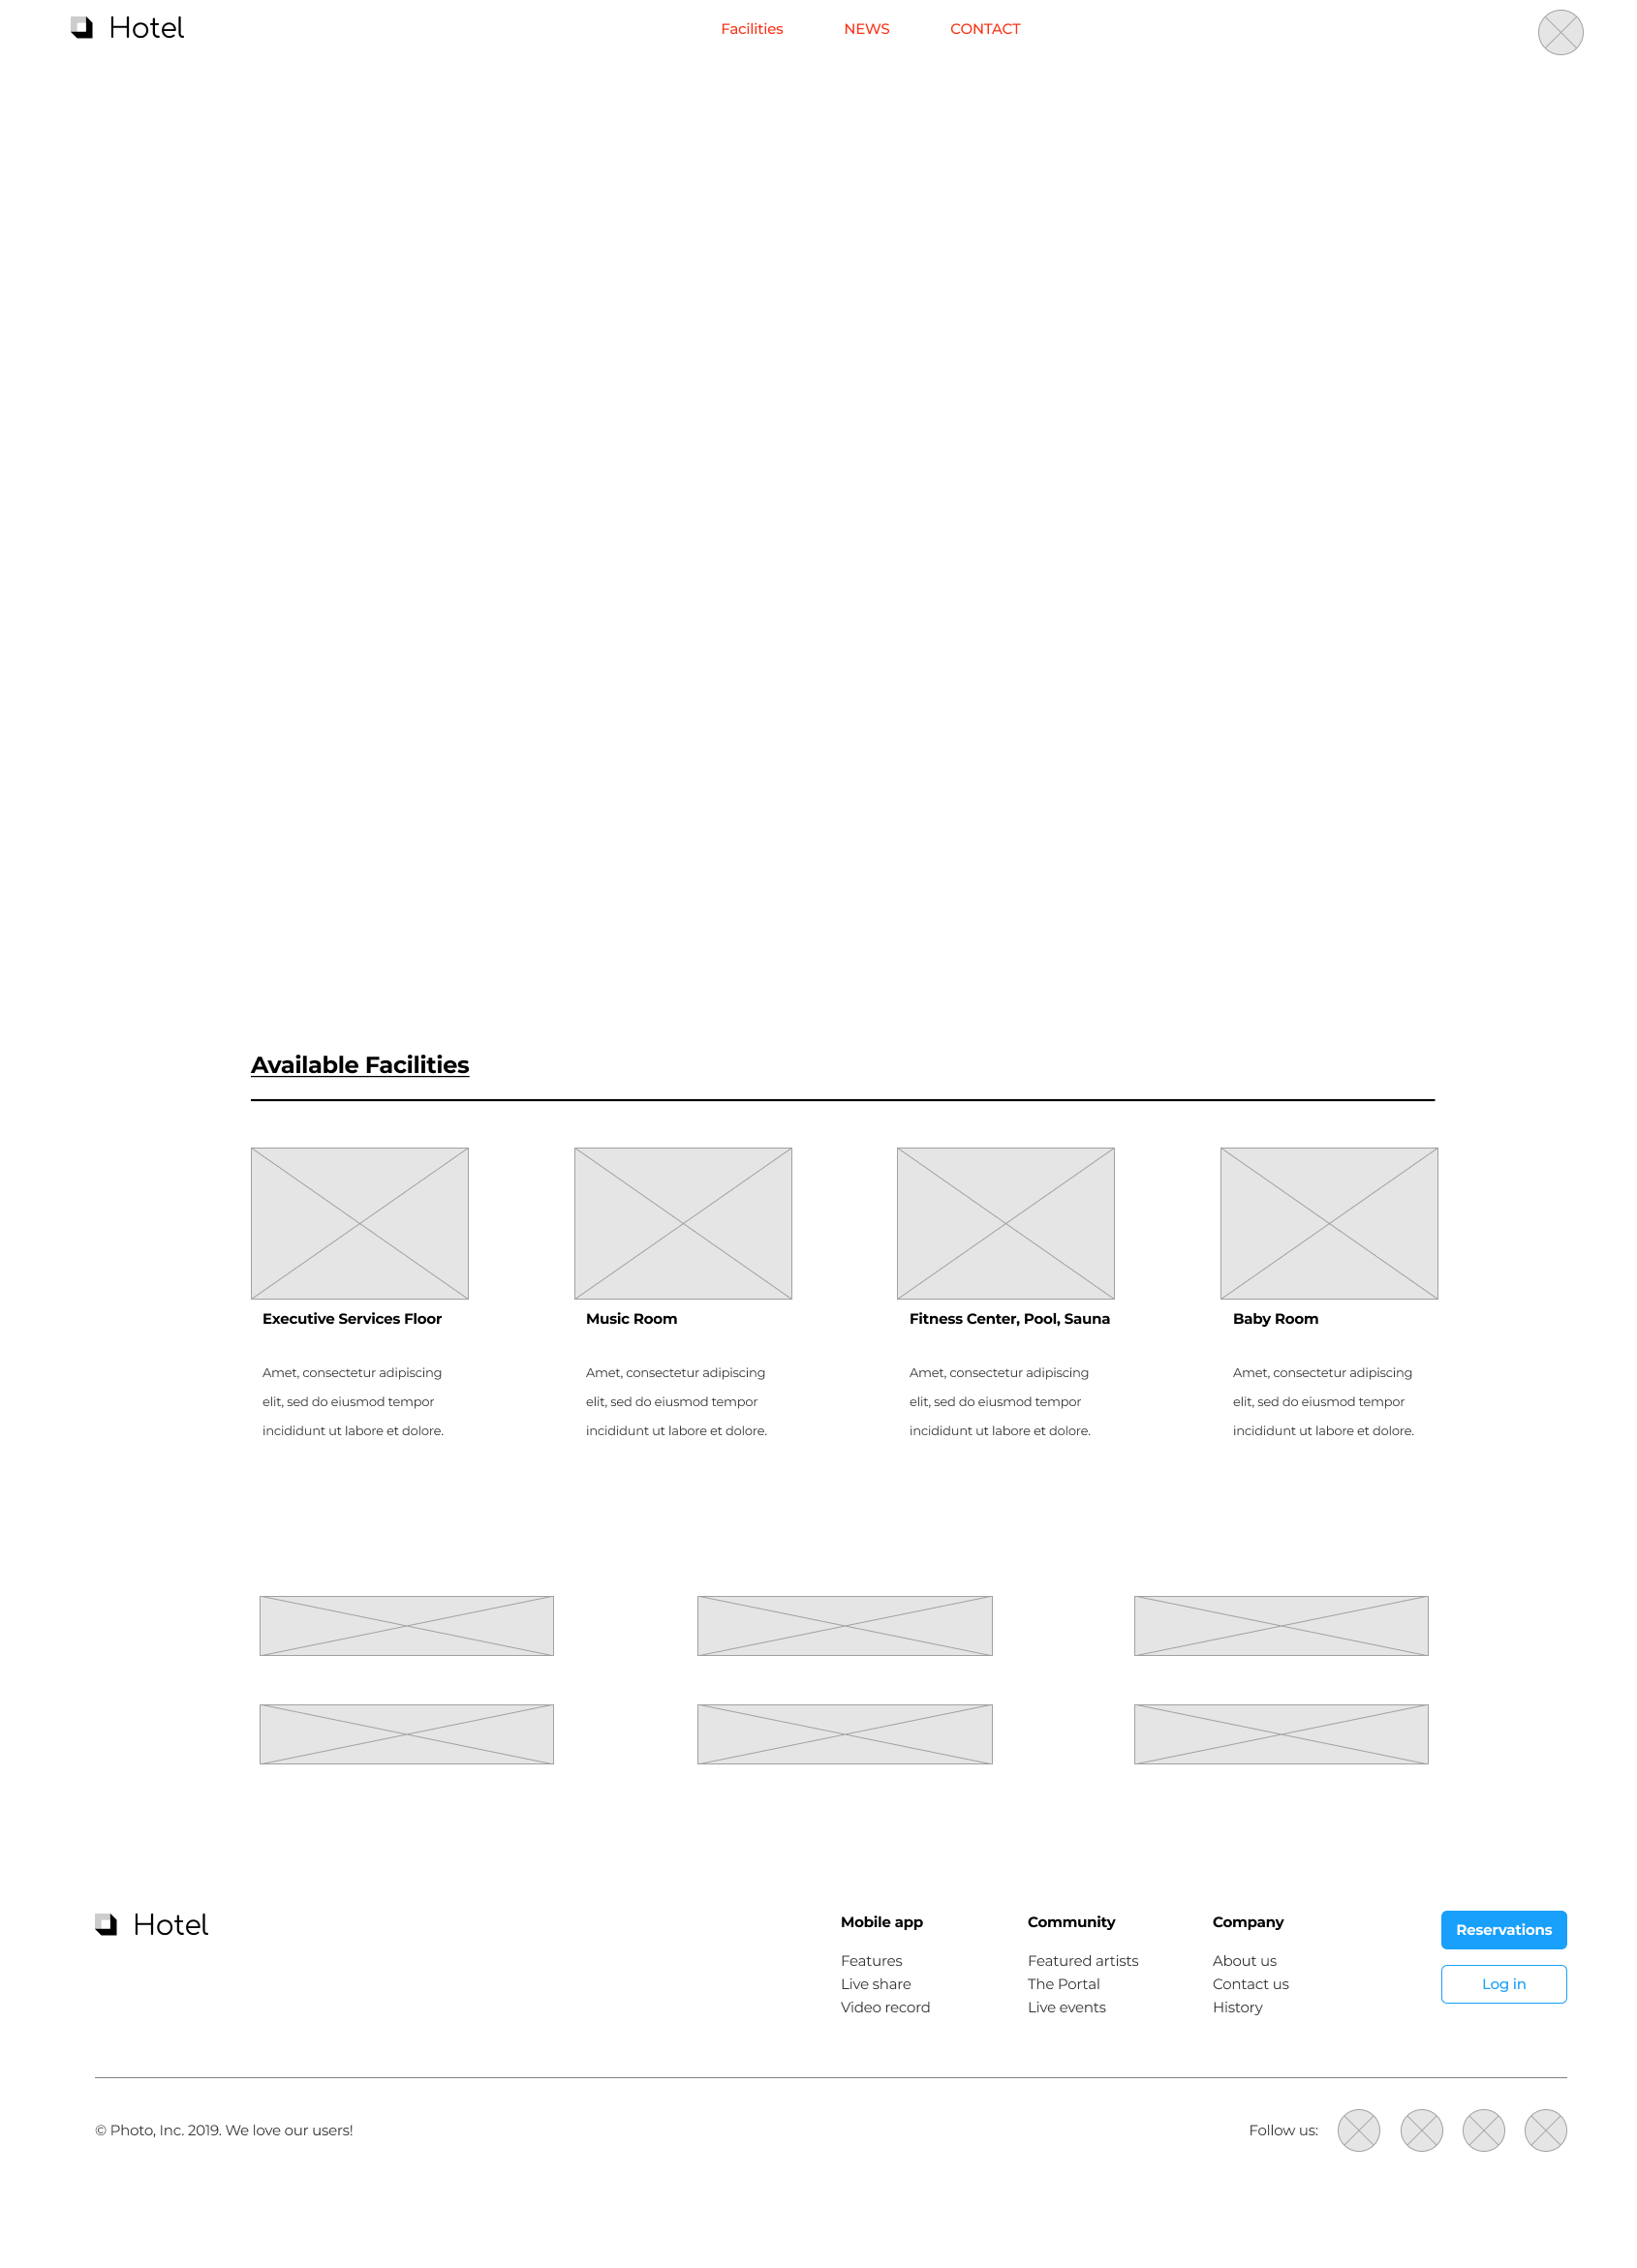 Hotel
Facilities
NEWS
CONTACT
Available Facilities
Executive Services Floor
Amet, consectetur adipiscing
elit, sed do eiusmod tempor
incididunt ut labore et dolore.
Music Room
Amet, consectetur adipiscing
elit, sed do eiusmod tempor
incididunt ut labore et dolore.
Fitness Center, Pool, Sauna
Amet, consectetur adipiscing
elit, sed do eiusmod tempor
incididunt ut labore et dolore.
Baby Room
Amet, consectetur adipiscing
elit, sed do eiusmod tempor
incididunt ut labore et dolore.
Hotel
Mobile app
Features
Live share
Video record
Community
Featured artists
The Portal
Live events
Company
About us
Contact us
History
Reservations
Log in
© Photo, Inc. 2019. We love our users!
Follow us: